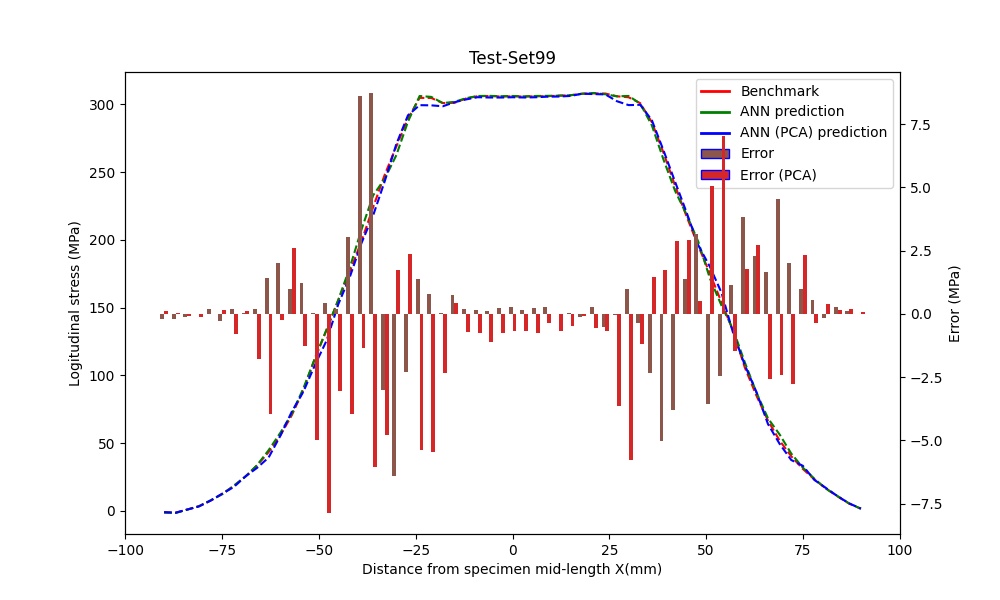 Test-Set99
Logitudinal stress (MPa)
300
250
200
150
100
50
0
Benchmark
ANN prediction
ANN (PCA) prediction
Error
Error (PCA)
7.5
5.0
2.5
0.0
−2.5
−5.0
−7.5
Error (MPa)
−100 −75 −50 −25 0 25 50 75 100
Distance from specimen mid-length X(mm)